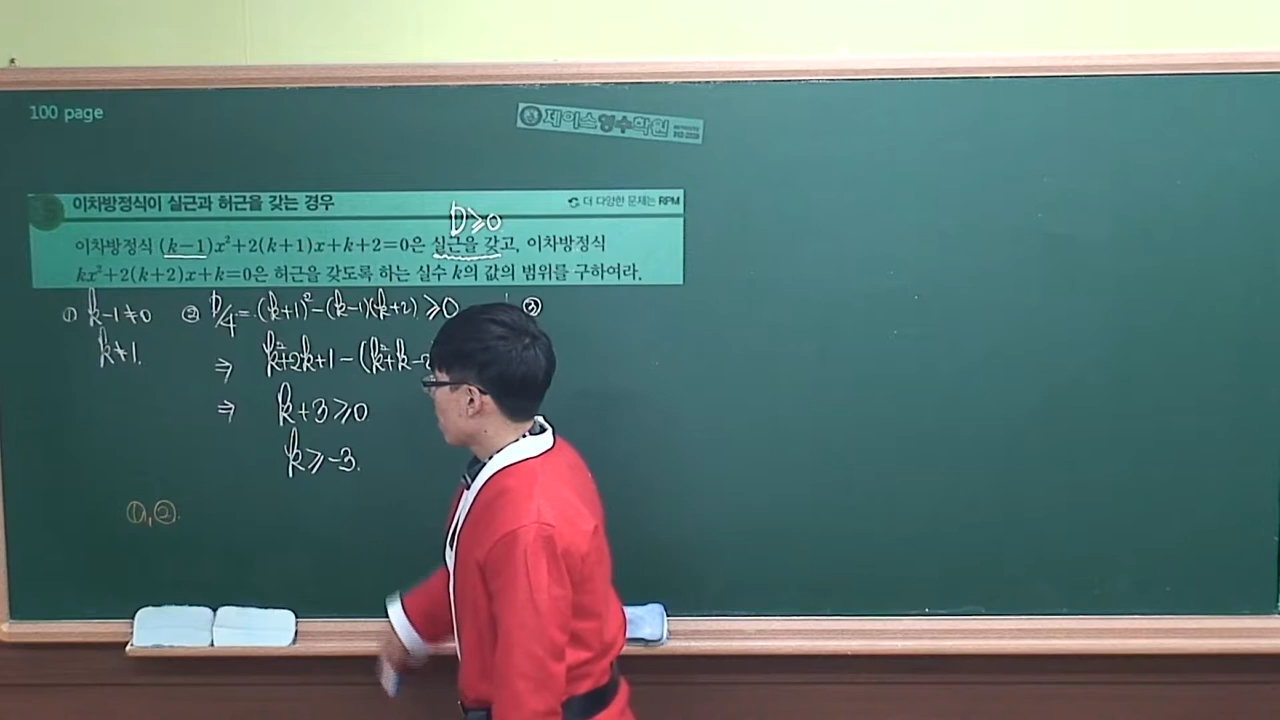 100 page
제이스영수학원
이차방정식이 실근과 허근을 갖는 경우
더 다양한 문제는 RPM
D≥0
이차방정식 (k−1)x²+2(k+1)x+k+2=0은 실근을 갖고, 이차방정식
kx²+2(k+2)x+k=0은 허근을 갖도록 하는 실수 k의 값의 범위를 구하여라.
① k−1≠0
k≠1.
② D/4=(k+1)²−(k−1)(k+2)≥0
⇒ k²+2k+1−(k²+k−2
⇒ k+3≥0
k≥−3.
③
①,②.